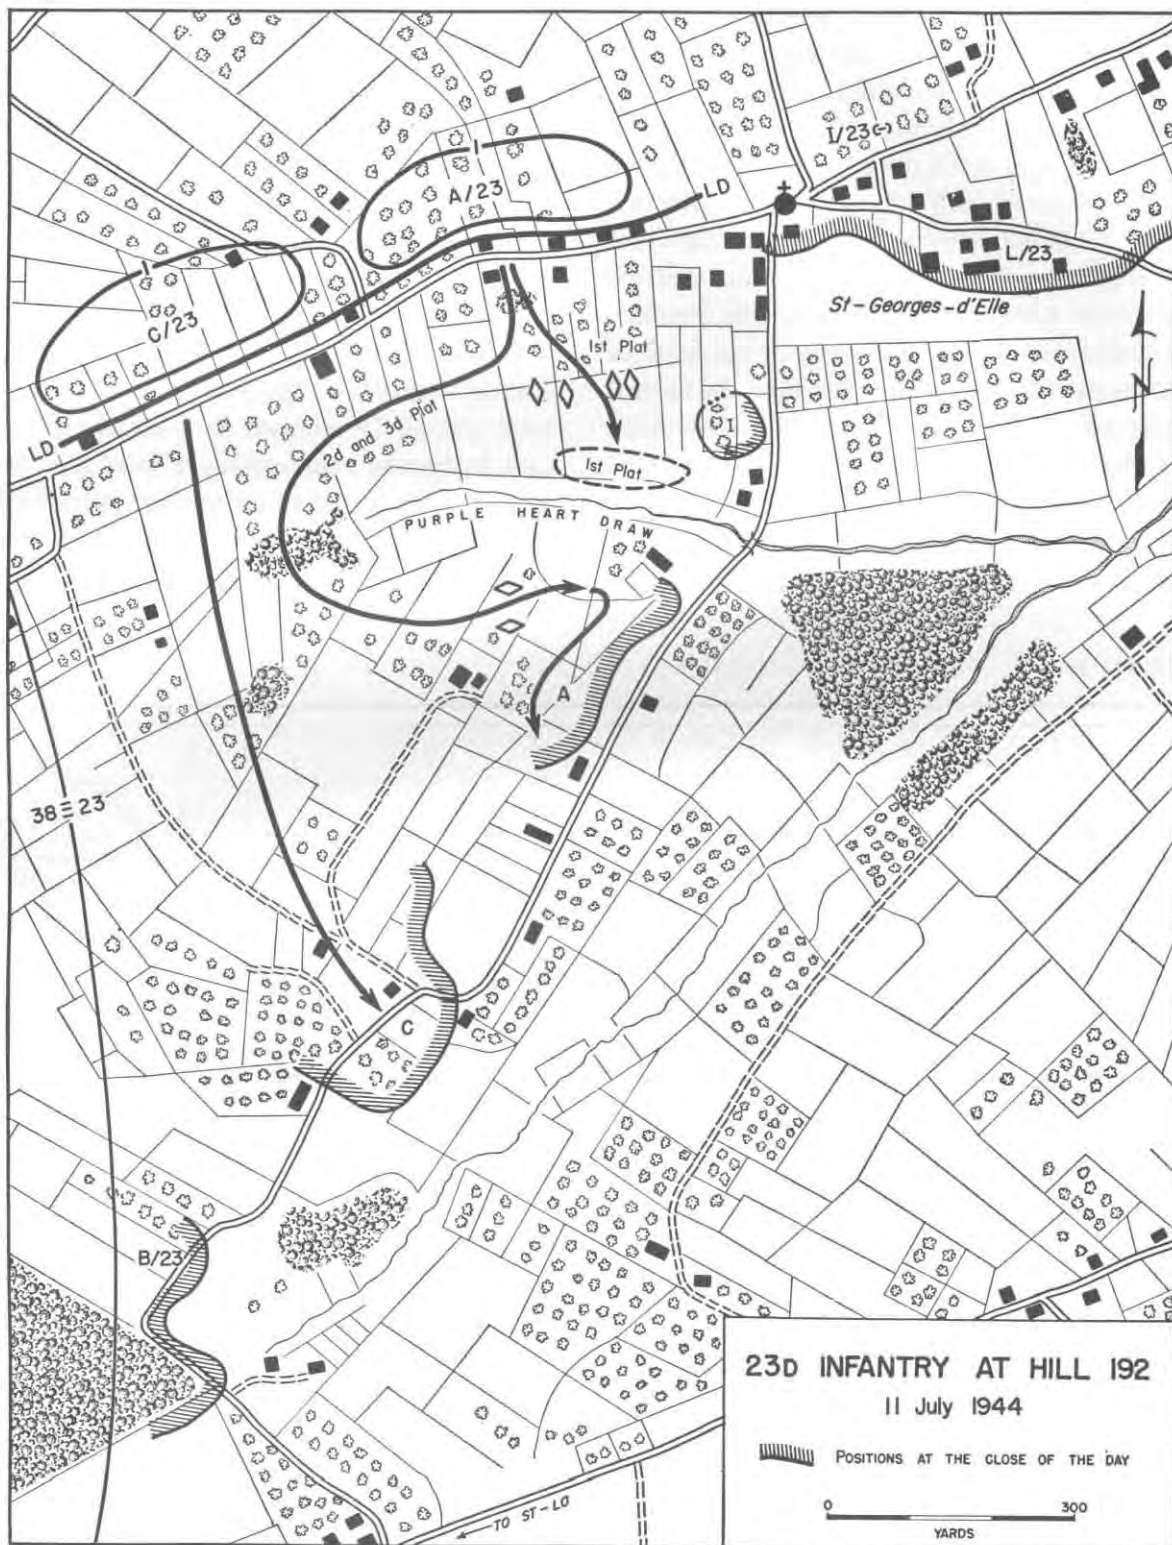 I/23(-)
A/23
LD
L/23
C/23
St-Georges-d'Elle
1st Plat
N
2d and 3d Plat
I
LD
1st Plat
PURPLE HEART DRAW
A
38 23
C
B/23
23D INFANTRY AT HILL 192
11 July 1944
POSITIONS AT THE CLOSE OF THE DAY
0 300
YARDS
TO ST-LO